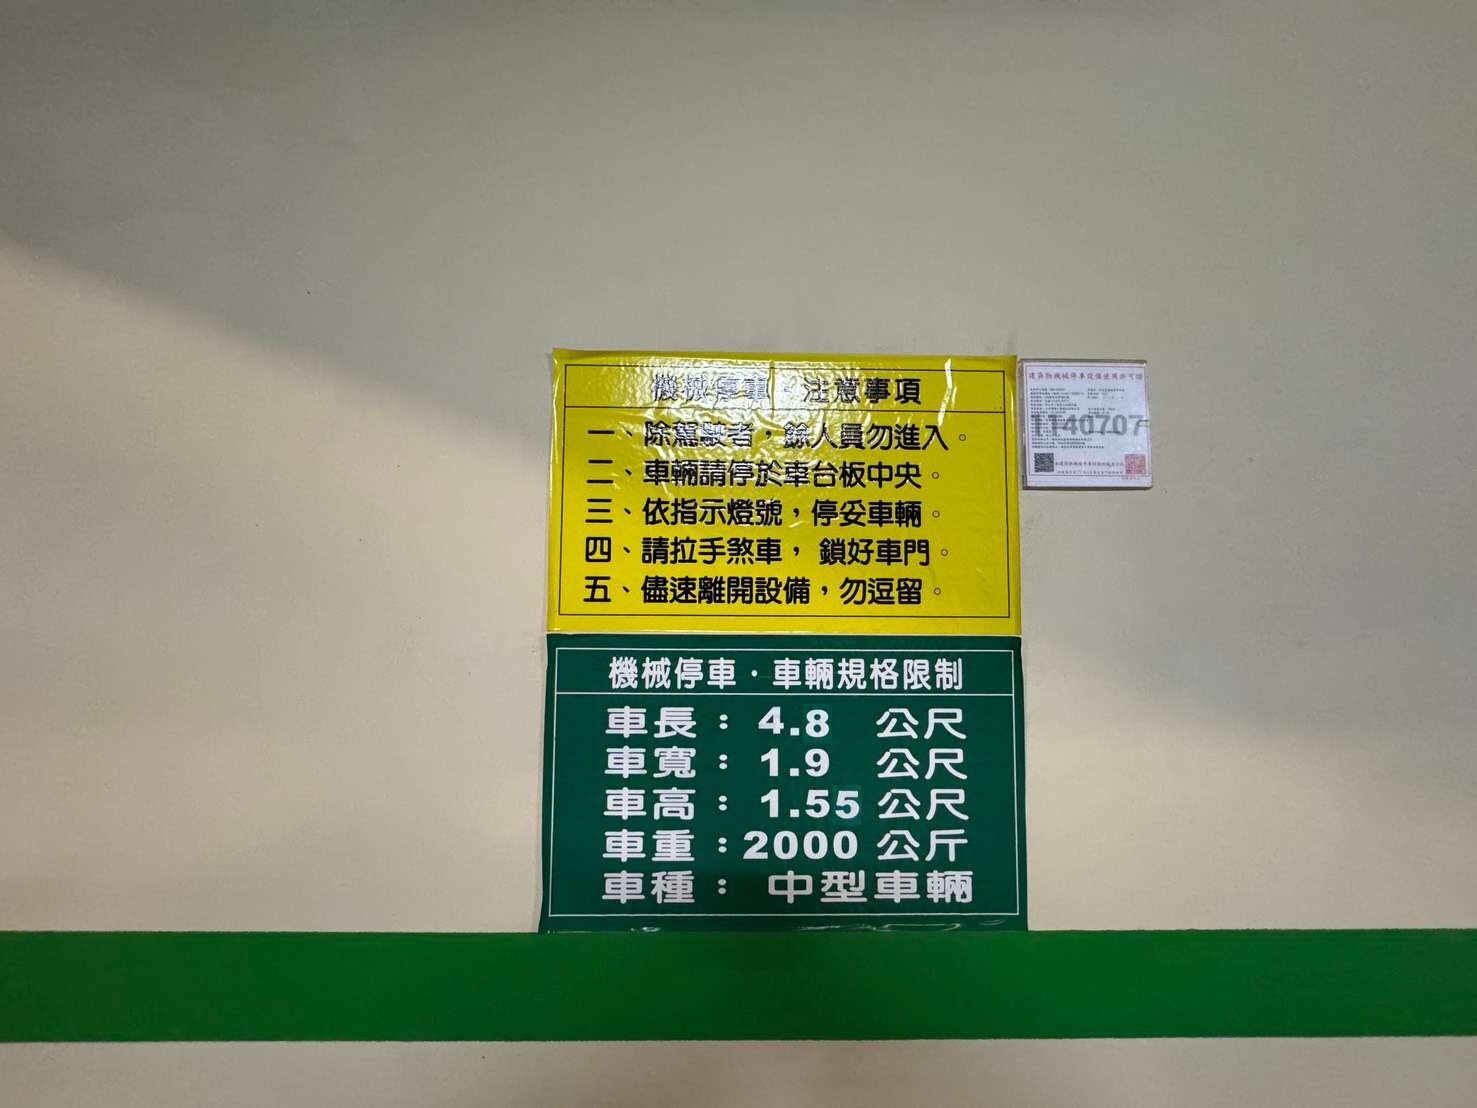 機械停車・注意事項
一、除駕駛者，餘人員勿進入。
二、車輛請停於車台板中央。
三、依指示燈號，停妥車輛。
四、請拉手煞車， 鎖好車門。
五、儘速離開設備，勿逗留。
機械停車・車輛規格限制
車長： 4.8 公尺
車寬： 1.9 公尺
車高： 1.55 公尺
車重：2000 公斤
車種： 中型車輛
建築物機械停車設備使用許可證
1140707